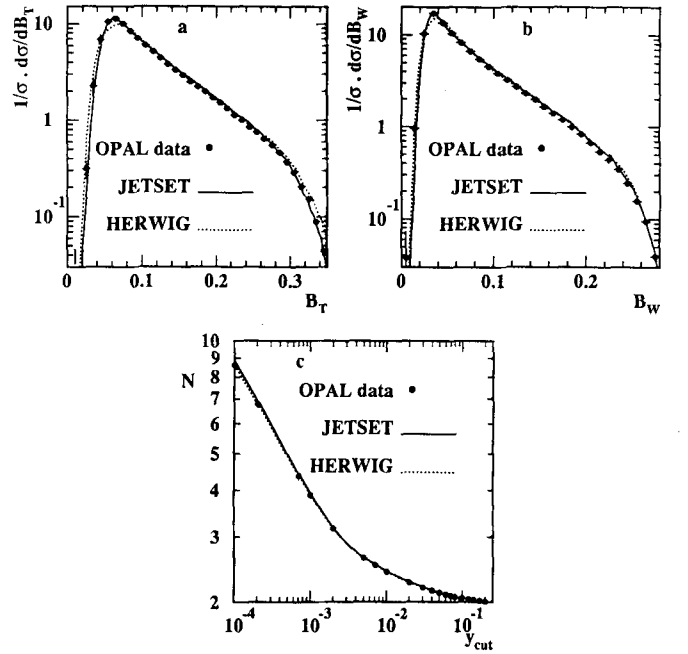 1/σ . dσ/dB_T
10
1
10^-1
a
OPAL data
JETSET
HERWIG
0
0.1
0.2
0.3
B_T
1/σ . dσ/dB_W
10
1
10^-1
b
OPAL data
JETSET
HERWIG
0
0.1
0.2
B_W
N
10
9
8
7
6
5
4
3
2
c
OPAL data
JETSET
HERWIG
10^-4
10^-3
10^-2
10^-1
y_cut